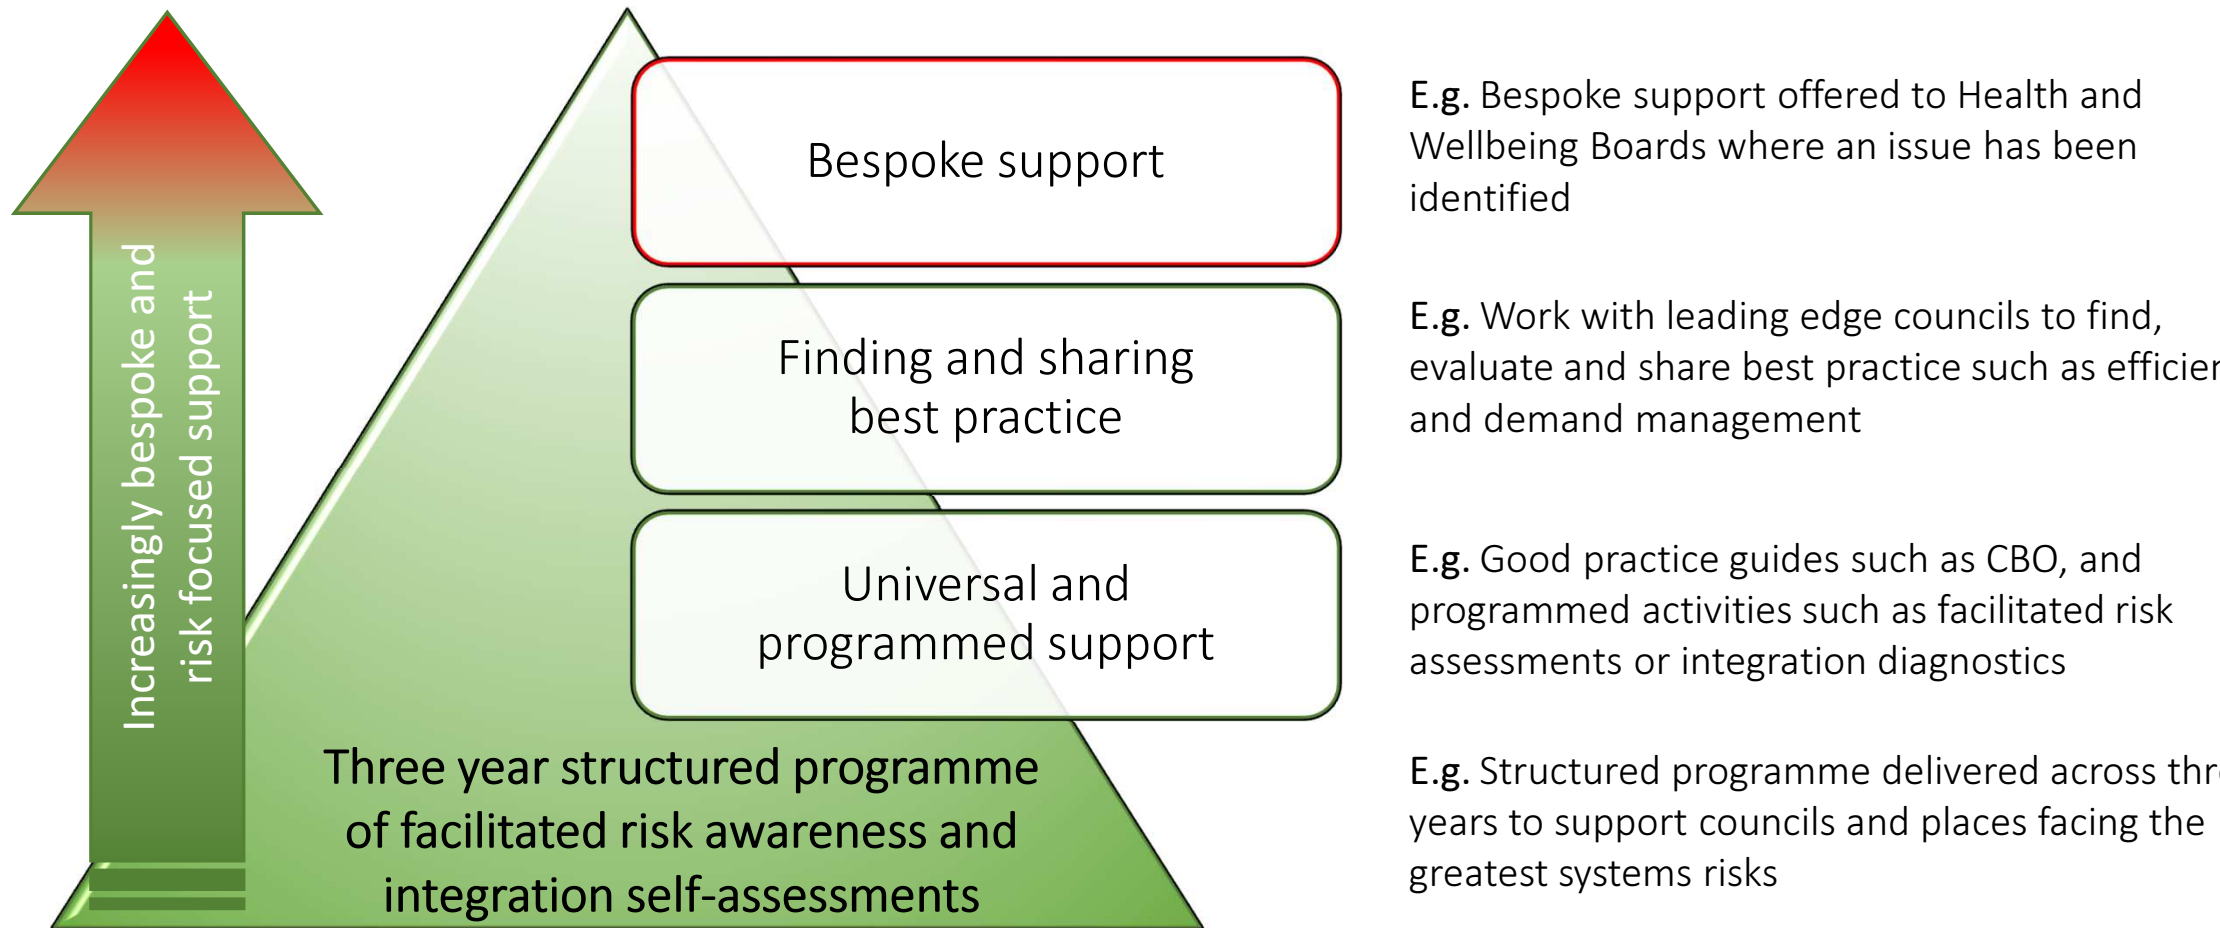 Increasingly bespoke and
risk focused support
Bespoke support
E.g. Bespoke support offered to Health and
Wellbeing Boards where an issue has been
identified
Finding and sharing
best practice
E.g. Work with leading edge councils to find,
evaluate and share best practice such as
and demand management
Universal and
programmed support
E.g. Good practice guides such as CBO, and
programmed activities such as facilitated risk
assessments or integration diagnostics
Three year structured programme
of facilitated risk awareness and
integration self-assessments
E.g. Structured programme delivered across
years to support councils and places facing the
greatest systems risks